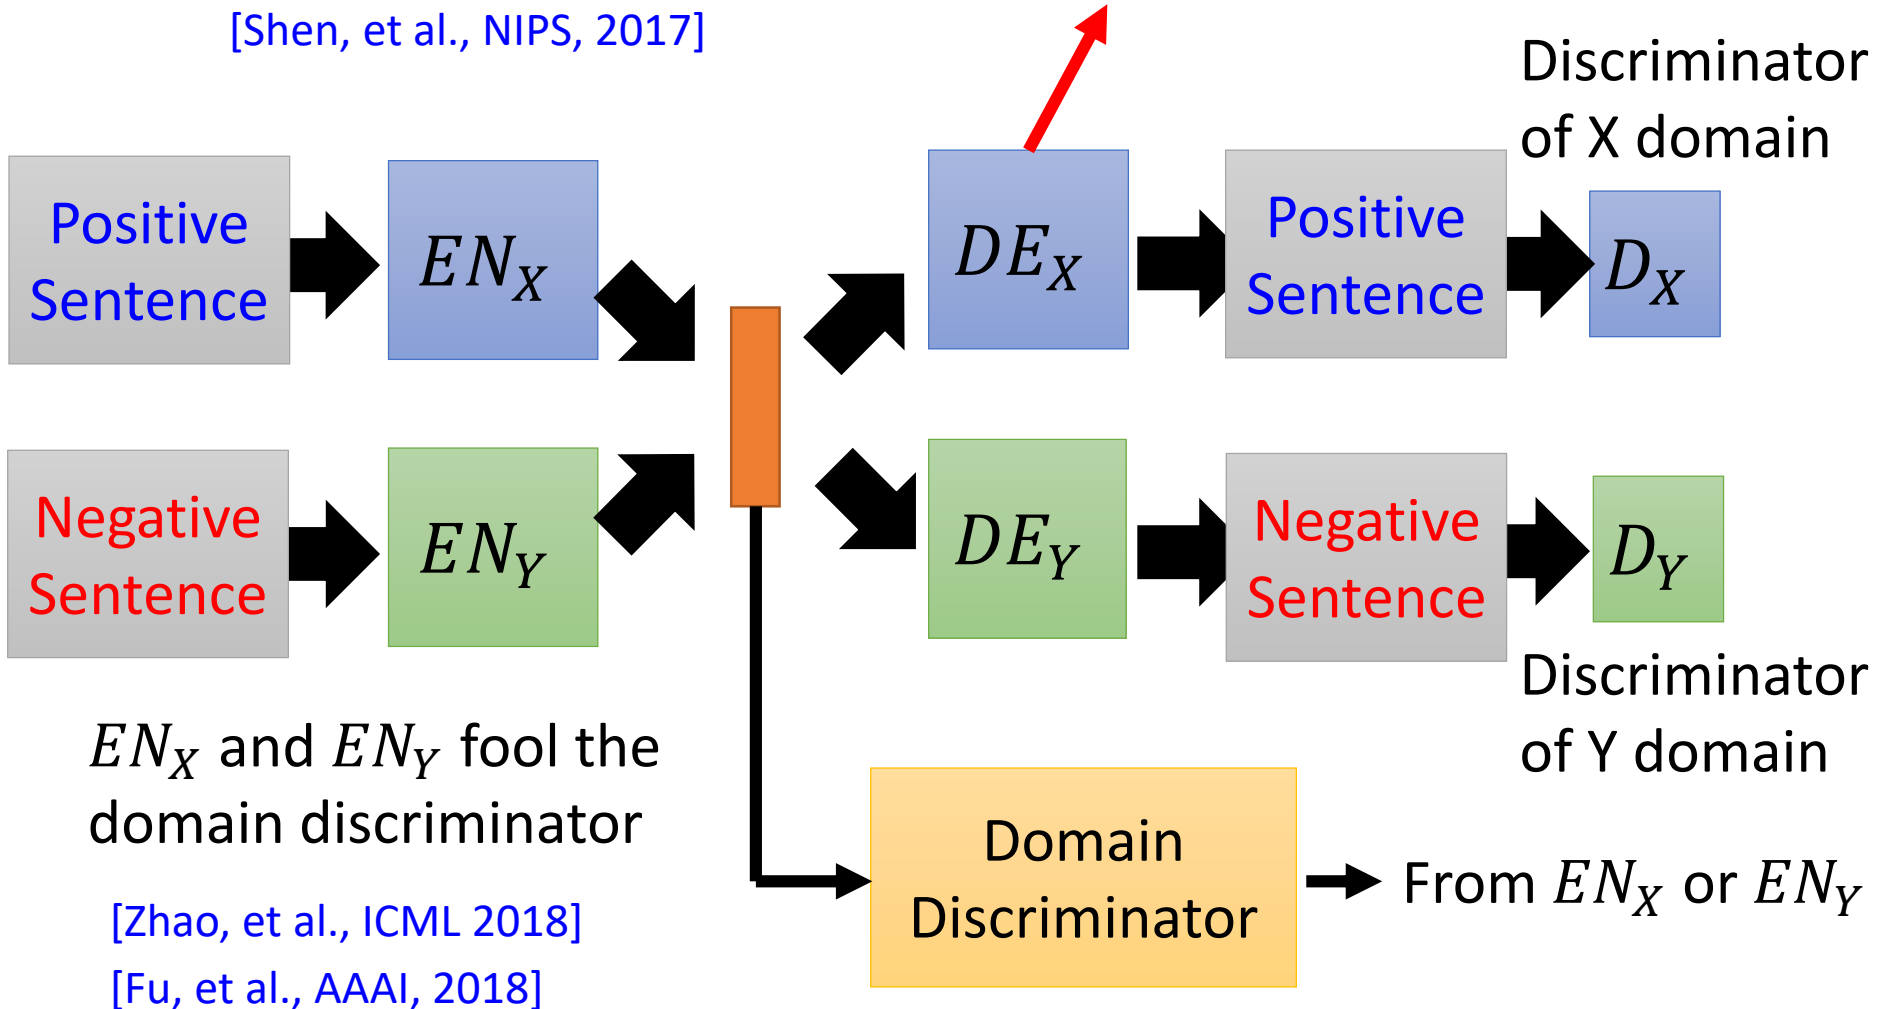 [Shen, et al., NIPS, 2017]
Discriminator
of X domain
Positive
Sentence
EN_X
DE_X
Positive
Sentence
D_X
Negative
Sentence
EN_Y
DE_Y
Negative
Sentence
D_Y
Discriminator
of Y domain
EN_X and EN_Y fool the
domain discriminator
Domain
Discriminator
From EN_X or EN_Y
[Zhao, et al., ICML 2018]
[Fu, et al., AAAI, 2018]